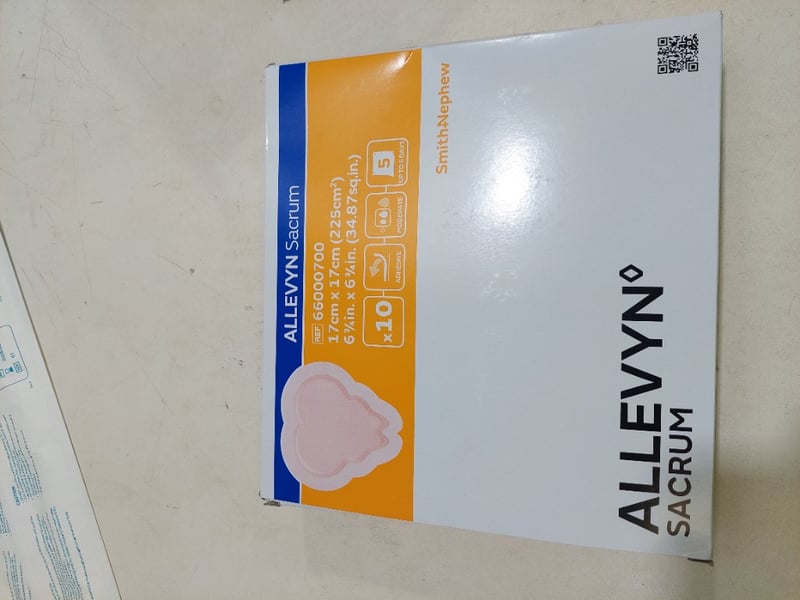 ALLEVYN Sacrum
REF 66000700
17cm x 17cm (225cm²)
6 ¾in. x 6 ¾in. (34.87sq.in.)
x10
ADHESIVE
MODERATE
5
UP TO 5 DAYS
Smith+Nephew
ALLEVYN◊
SACRUM